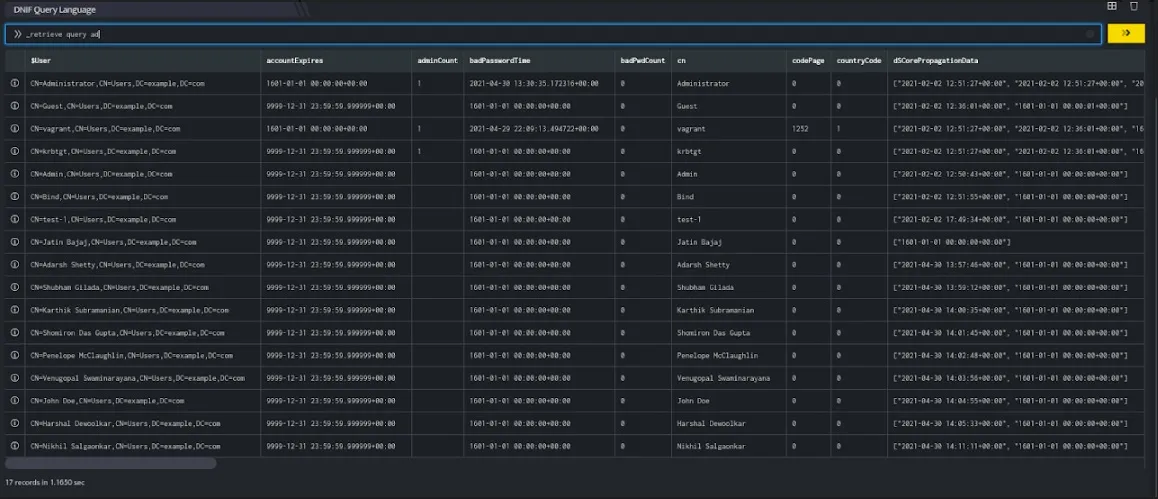 DNIF Query Language
_retrieve query ad
$User accountExpires adminCount badPasswordTime badPwdCount cn codePage countryCode dSCorePropagationData
CN=Administrator,CN=Users,DC=example,DC=com 1601-01-01 00:00:00+00:00 1 2021-04-30 13:30:35.172316+00:00 0 Administrator 0 0 ["2021-02-02 12:51:27+00:00", "2021-02-02 12:51:27+00:00", "20
CN=Guest,CN=Users,DC=example,DC=com 9999-12-31 23:59:59.999999+00:00 1601-01-01 00:00:00+00:00 0 Guest 0 0 ["2021-02-02 12:36:01+00:00", "1601-01-01 00:00:00+00:00"]
CN=vagrant,CN=Users,DC=example,DC=com 1601-01-01 00:00:00+00:00 1 2021-04-29 22:09:13.494722+00:00 0 vagrant 1252 1 ["2021-02-02 12:51:27+00:00", "2021-02-02 12:36:01+00:00", "16
CN=krbtgt,CN=Users,DC=example,DC=com 9999-12-31 23:59:59.999999+00:00 1 1601-01-01 00:00:00+00:00 0 krbtgt 0 0 ["2021-02-02 12:51:27+00:00", "2021-02-02 12:36:01+00:00", "16
CN=Admin,CN=Users,DC=example,DC=com 9999-12-31 23:59:59.999999+00:00 1601-01-01 00:00:00+00:00 0 Admin 0 0 ["2021-02-02 12:50:43+00:00", "1601-01-01 00:00:00+00:00"]
CN=Bind,CN=Users,DC=example,DC=com 9999-12-31 23:59:59.999999+00:00 1601-01-01 00:00:00+00:00 0 Bind 0 0 ["2021-02-02 12:51:55+00:00", "1601-01-01 00:00:00+00:00"]
CN=test-1,CN=Users,DC=example,DC=com 9999-12-31 23:59:59.999999+00:00 1601-01-01 00:00:00+00:00 0 test-1 0 0 ["2021-02-02 17:49:34+00:00", "1601-01-01 00:00:00+00:00"]
CN=Jatin Bajaj,CN=Users,DC=example,DC=com 9999-12-31 23:59:59.999999+00:00 1601-01-01 00:00:00+00:00 0 Jatin Bajaj 0 0 ["1601-01-01 00:00:00+00:00"]
CN=Adarsh Shetty,CN=Users,DC=example,DC=com 9999-12-31 23:59:59.999999+00:00 1601-01-01 00:00:00+00:00 0 Adarsh Shetty 0 0 ["2021-04-30 13:57:46+00:00", "1601-01-01 00:00:00+00:00"]
CN=Shubham Gilada,CN=Users,DC=example,DC=com 9999-12-31 23:59:59.999999+00:00 1601-01-01 00:00:00+00:00 0 Shubham Gilada 0 0 ["2021-04-30 13:59:12+00:00", "1601-01-01 00:00:00+00:00"]
CN=Karthik Subramanian,CN=Users,DC=example,DC=com 9999-12-31 23:59:59.999999+00:00 1601-01-01 00:00:00+00:00 0 Karthik Subramanian 0 0 ["2021-04-30 14:00:35+00:00", "1601-01-01 00:00:00+00:00"]
CN=Shomiron Das Gupta,CN=Users,DC=example,DC=com 9999-12-31 23:59:59.999999+00:00 1601-01-01 00:00:00+00:00 0 Shomiron Das Gupta 0 0 ["2021-04-30 14:01:45+00:00", "1601-01-01 00:00:00+00:00"]
CN=Penelope McClaughlin,CN=Users,DC=example,DC=com 9999-12-31 23:59:59.999999+00:00 1601-01-01 00:00:00+00:00 0 Penelope McClaughlin 0 0 ["2021-04-30 14:02:48+00:00", "1601-01-01 00:00:00+00:00"]
CN=Venugopal Swaminarayana,CN=Users,DC=example,DC=com 9999-12-31 23:59:59.999999+00:00 1601-01-01 00:00:00+00:00 0 Venugopal Swaminarayana 0 0 ["2021-04-30 14:03:56+00:00", "1601-01-01 00:00:00+00:00"]
CN=John Doe,CN=Users,DC=example,DC=com 9999-12-31 23:59:59.999999+00:00 1601-01-01 00:00:00+00:00 0 John Doe 0 0 ["2021-04-30 14:04:55+00:00", "1601-01-01 00:00:00+00:00"]
CN=Harshal Dewoolkar,CN=Users,DC=example,DC=com 9999-12-31 23:59:59.999999+00:00 1601-01-01 00:00:00+00:00 0 Harshal Dewoolkar 0 0 ["2021-04-30 14:05:33+00:00", "1601-01-01 00:00:00+00:00"]
CN=Nikhil Salgaonkar,CN=Users,DC=example,DC=com 9999-12-31 23:59:59.999999+00:00 1601-01-01 00:00:00+00:00 0 Nikhil Salgaonkar 0 0 ["2021-04-30 14:11:11+00:00", "1601-01-01 00:00:00+00:00"]
17 records in 1.1650 sec